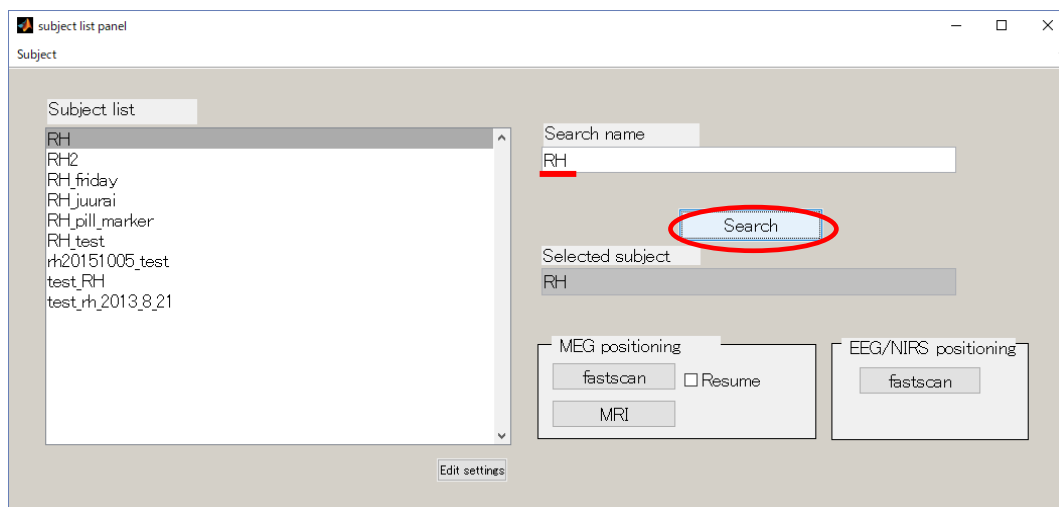 subject list panel
Subject
Subject list
RH
RH2
RH_friday
RH_juurai
RH_pill_marker
RH_test
rh20151005_test
test_RH
test_rh_2013_8_21
Edit settings
Search name
RH
Search
Selected subject
RH
MEG positioning
fastscan
Resume
MRI
EEG/NIRS positioning
fastscan